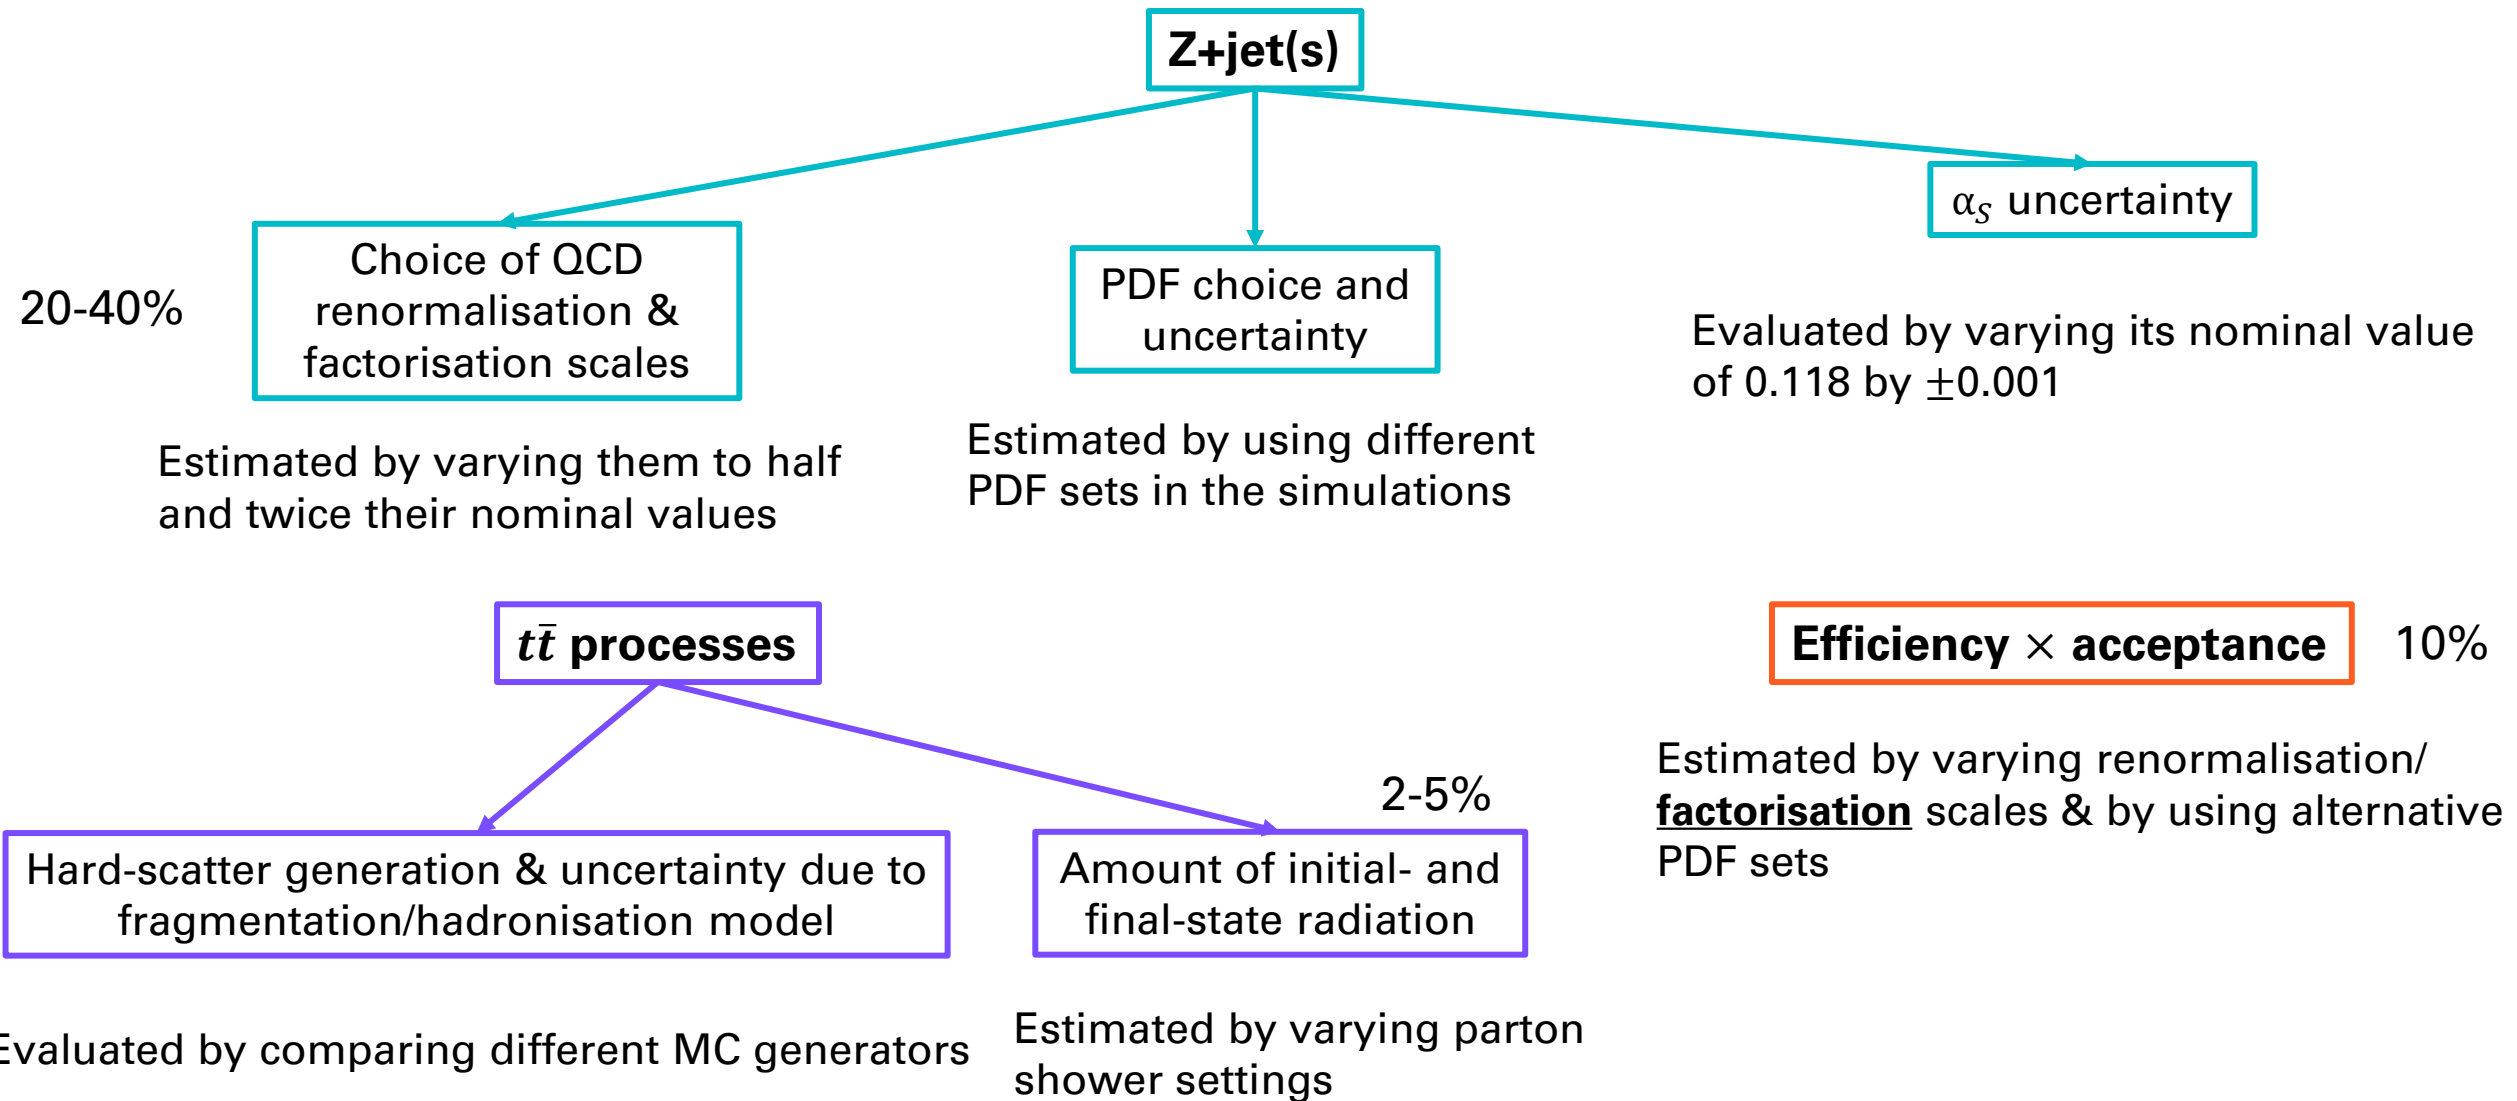 Z+jet(s)
20-40%
Choice of QCD
renormalisation &
factorisation scales
Estimated by varying them to half
and twice their nominal values
PDF choice and
uncertainty
Estimated by using different
PDF sets in the simulations
α_S uncertainty
Evaluated by varying its nominal value
of 0.118 by ±0.001
tt̄ processes
Hard-scatter generation & uncertainty due to
fragmentation/hadronisation model
Evaluated by comparing different MC generators
2-5%
Amount of initial- and
final-state radiation
Estimated by varying parton
shower settings
Efficiency × acceptance
10%
Estimated by varying renormalisation/
factorisation scales & by using alternative
PDF sets